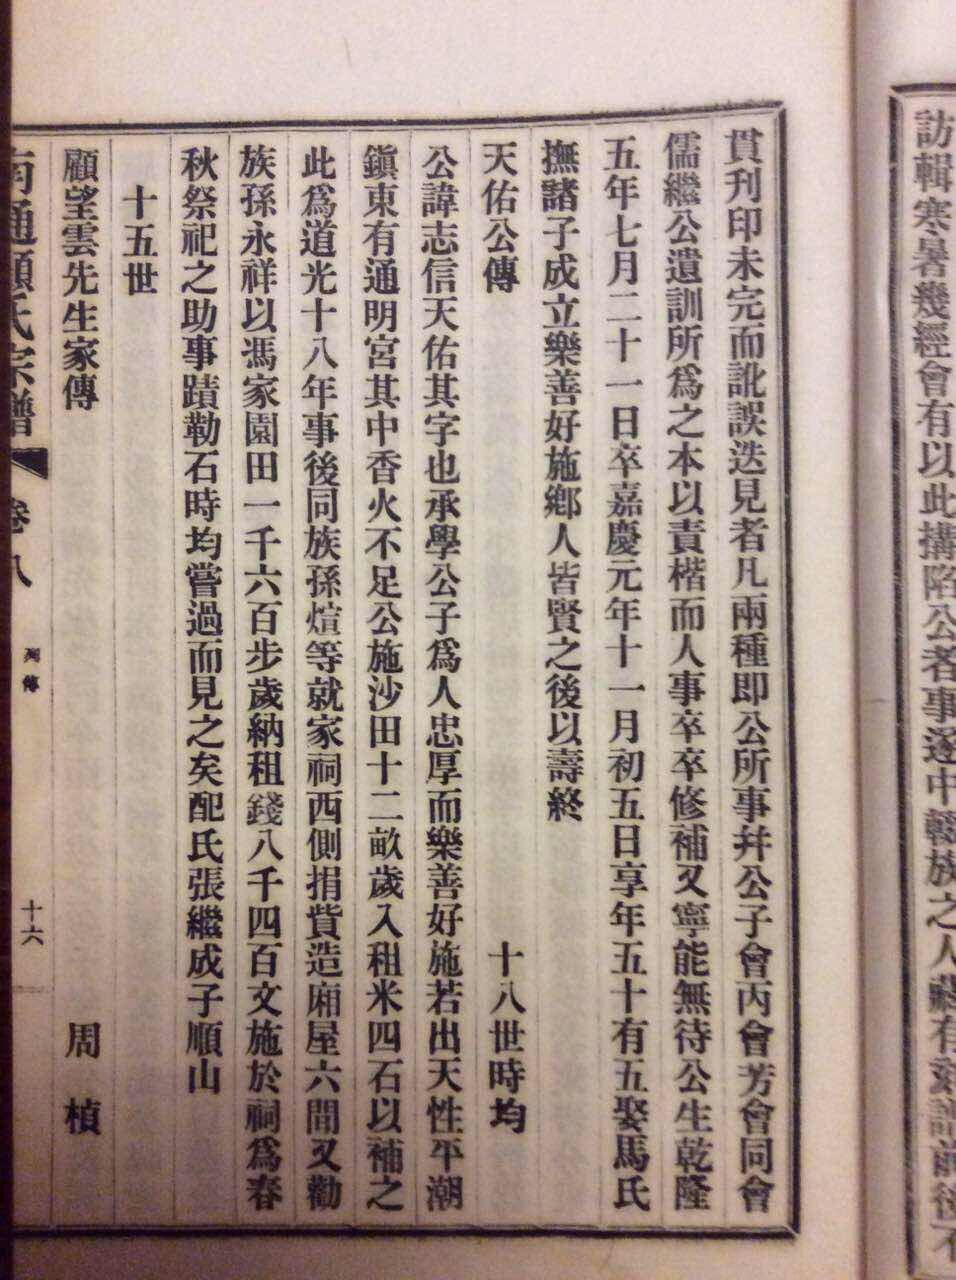 訪輯寒暑幾經會有以此搆陷公者事遂中輟族之人
貫刊印未完而訛誤迭見者凡兩種即公所事幷公子會丙會芳會同會
儒繼公遺訓所爲之本以責楷而人事卒卒修補又寧能無待公生乾隆
五年七月二十一日卒嘉慶元年十一月初五日享年五十有五娶馬氏
撫諸子成立樂善好施鄉人皆賢之後以壽終
天佑公傳 十八世時均
公諱志信天佑其字也承學公子爲人忠厚而樂善好施若出天性平潮
鎭東有通明宮其中香火不足公施沙田十二畝歲入租米四石以補之
此爲道光十八年事後同族孫煊等就家祠西側捐貲造廂屋六間又勸
族孫永祥以馮家園田一千六百步歲納租錢八千四百文施於祠爲春
秋祭祀之助事蹟勒石時均嘗過而見之矣配氏張繼成子順山
十五世
顧望雲先生家傳 周楨
南通顧氏宗譜 卷八 列傳 十六